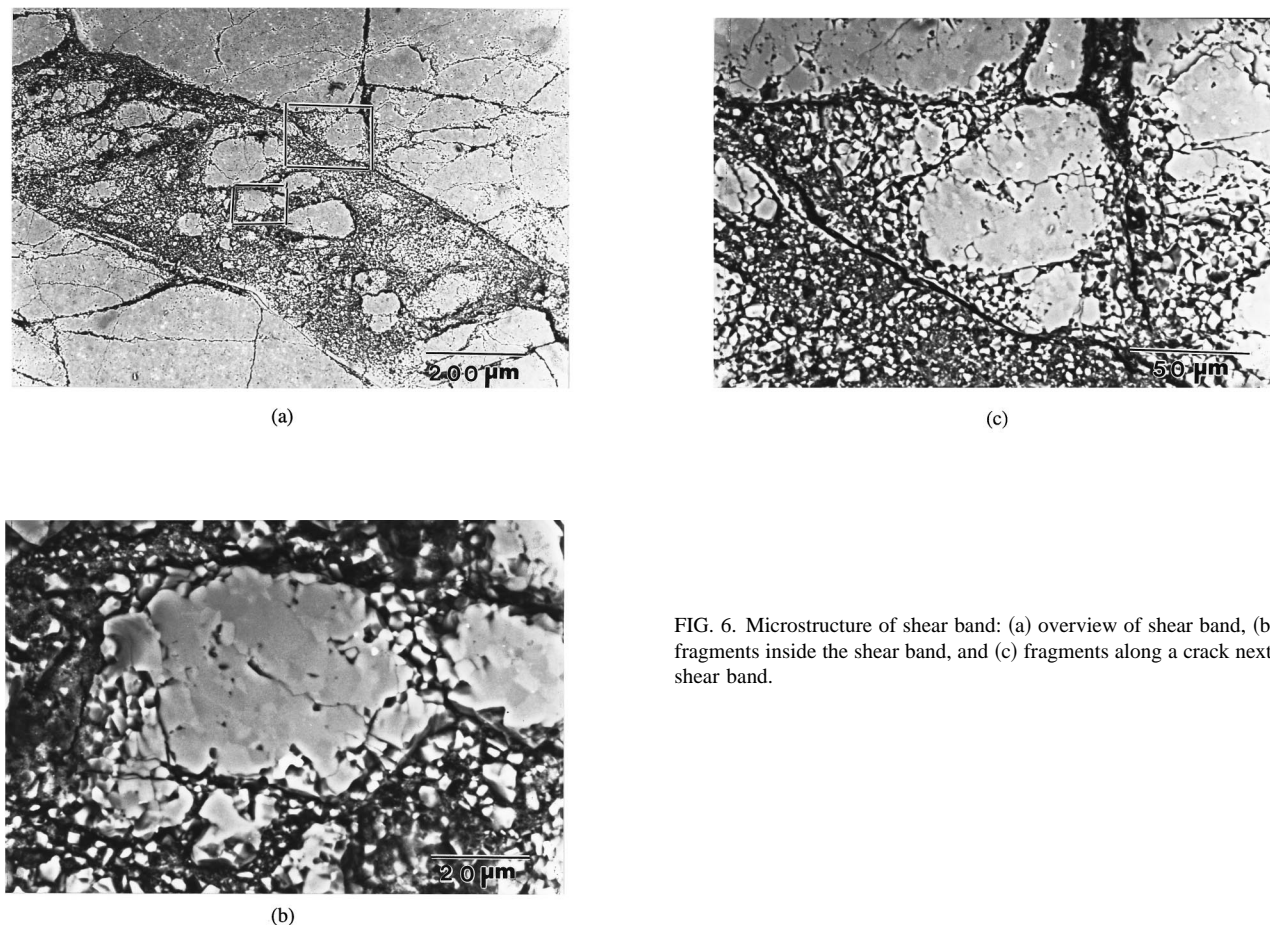 200 μm
(a)
50 μm
(c)
20 μm
(b)
FIG. 6. Microstructure of shear band: (a) overview of shear band, (b
fragments inside the shear band, and (c) fragments along a crack next
shear band.